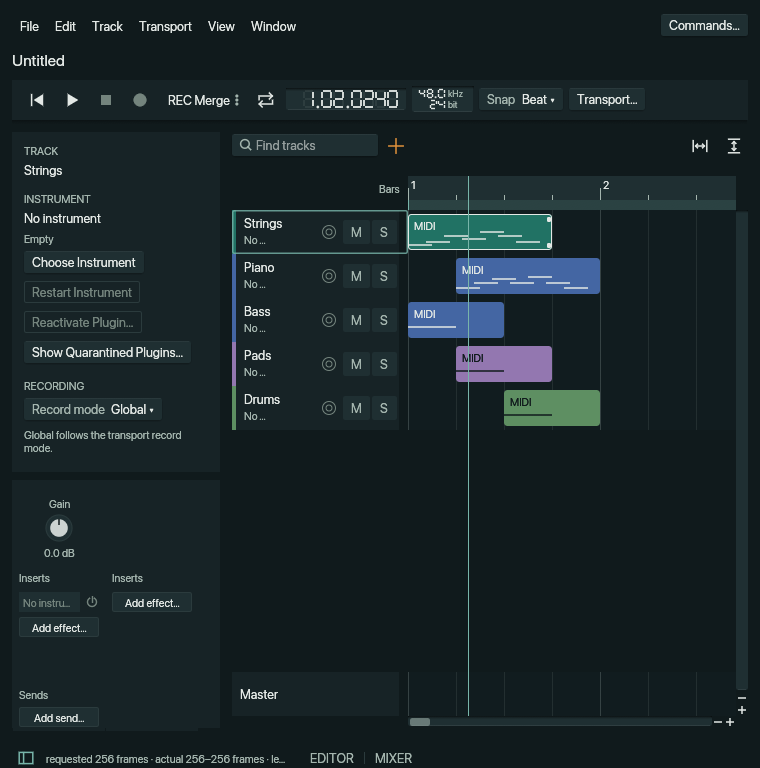 File Edit Track Transport View Window Commands...
Untitled
REC Merge 1.02.0240 48.0 kHz 24 bit Snap Beat Transport...
TRACK
Strings
INSTRUMENT
No instrument
Empty
Choose Instrument
Restart Instrument
Reactivate Plugin...
Show Quarantined Plugins...
RECORDING
Record mode Global
Global follows the transport record
mode.
Gain
0.0 dB
Inserts Inserts
No instru... Add effect...
Add effect...
Sends
Add send...
Find tracks
Bars 1 2
Strings M S MIDI
No ...
Piano M S MIDI
No ...
Bass M S MIDI
No ...
Pads M S MIDI
No ...
Drums M S MIDI
No ...
Master
requested 256 frames · actual 256–256 frames · le... EDITOR MIXER